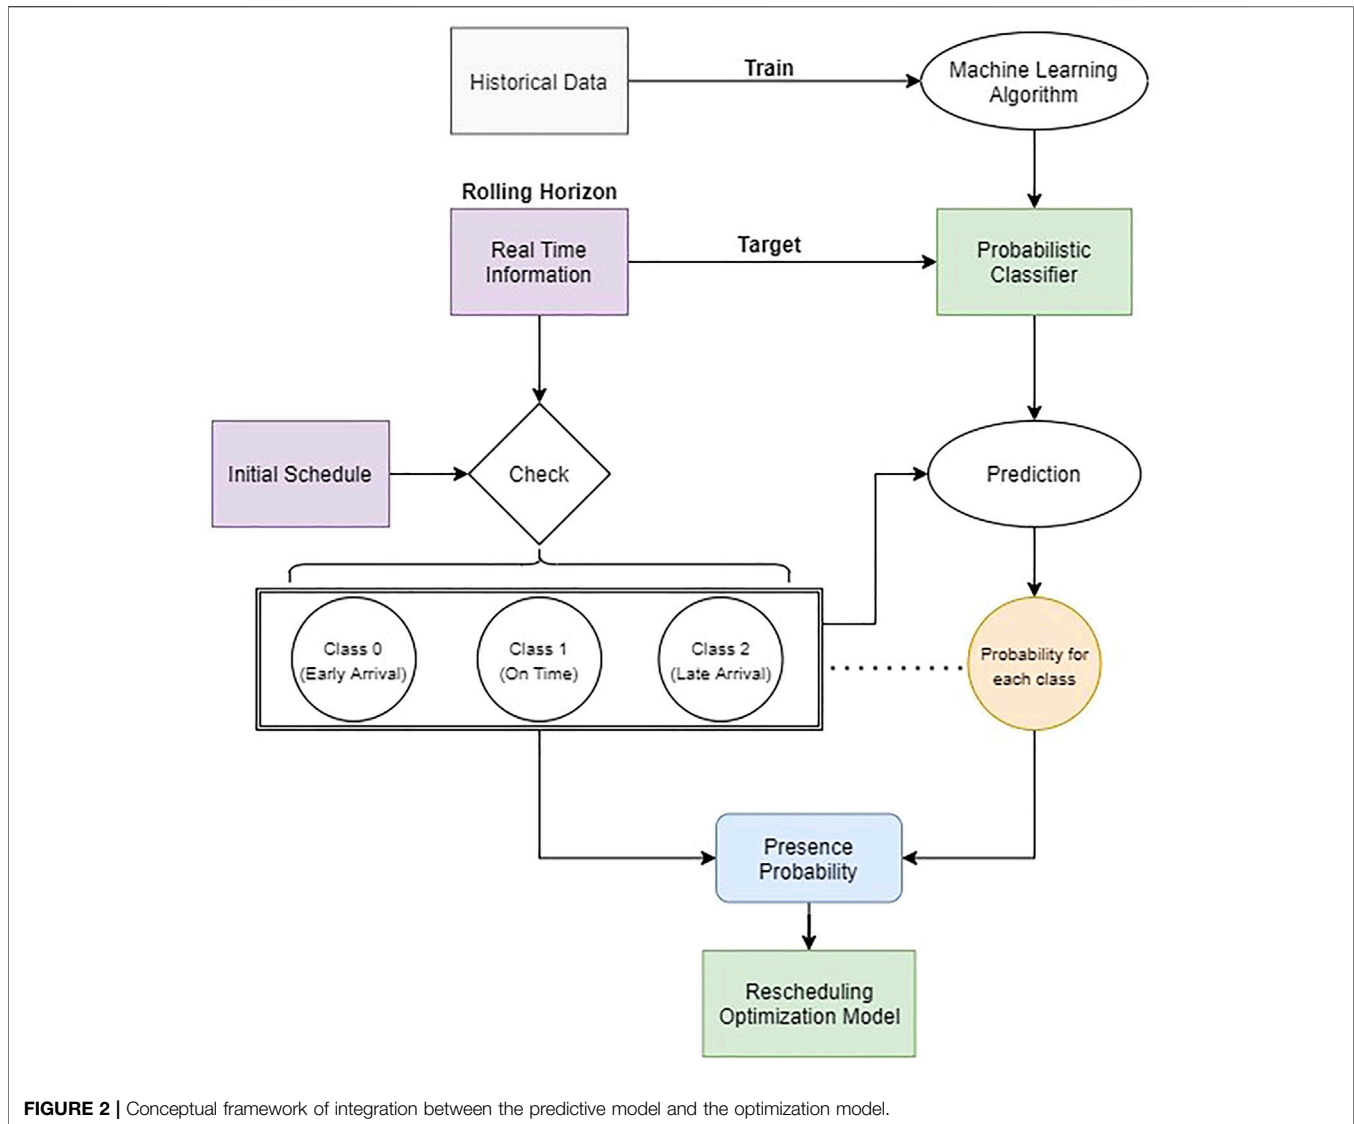 Historical Data
Train
Machine Learning
Algorithm
Rolling Horizon
Real Time
Information
Target
Probabilistic
Classifier
Initial Schedule
Check
Prediction
Class 0
(Early Arrival)
Class 1
(On Time)
Class 2
(Late Arrival)
Probability for
each class
Presence
Probability
Rescheduling
Optimization Model
FIGURE 2 | Conceptual framework of integration between the predictive model and the optimization model.